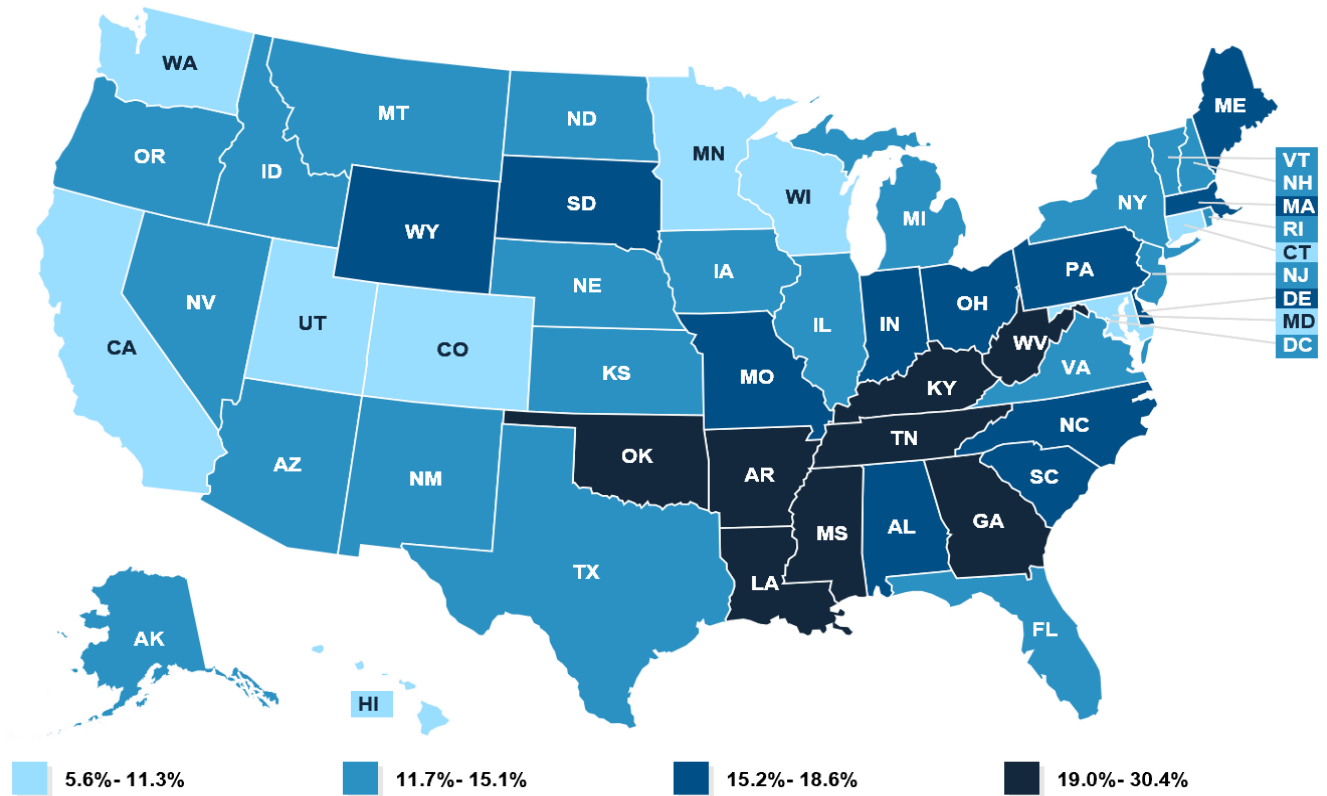 WA
MT
ND
MN
ME
OR
ID
WI
VT
NH
MA
RI
CT
NJ
DE
MD
DC
SD
NY
MI
WY
IA
PA
NE
NV
UT
CO
IL
IN
OH
WV
VA
CA
KS
MO
KY
NC
TN
OK
AR
SC
AZ
NM
MS
AL
GA
TX
LA
FL
AK
HI
5.6%- 11.3%
11.7%- 15.1%
15.2%- 18.6%
19.0%- 30.4%